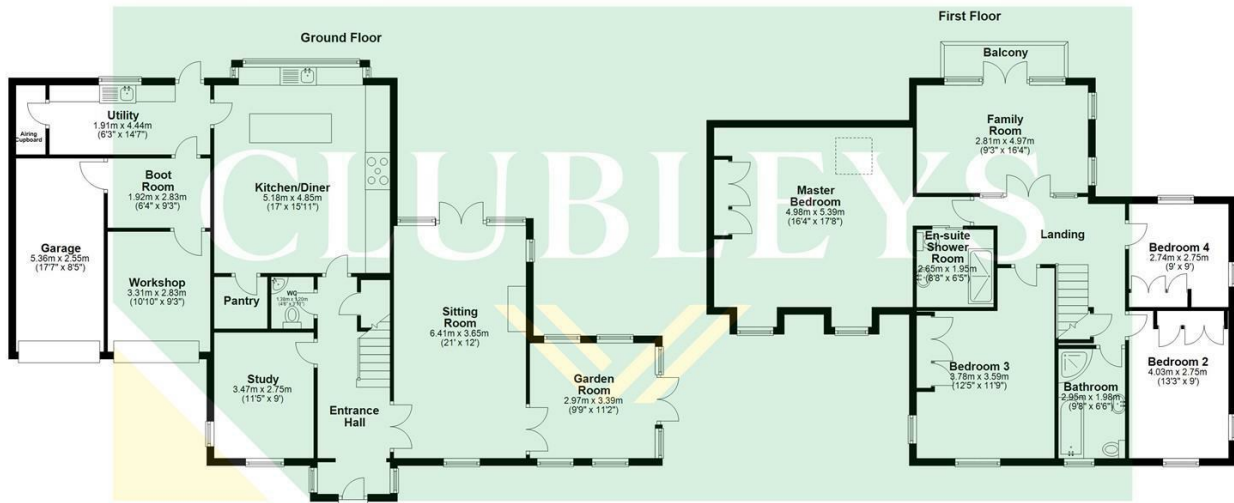 Ground Floor
First Floor
CLUBLEYS
Airing
Cupboard
Utility
1.91m x 4.44m
(6'3" x 14'7")
Boot
Room
1.92m x 2.83m
(6'4" x 9'3")
Garage
5.36m x 2.55m
(17'7" x 8'5")
Workshop
3.31m x 2.83m
(10'10" x 9'3")
Kitchen/Diner
5.18m x 4.85m
(17' x 15'11")
Pantry
WC
Study
3.47m x 2.75m
(11'5" x 9')
Entrance
Hall
Sitting
Room
6.41m x 3.65m
(21' x 12')
Garden
Room
2.97m x 3.39m
(9'9" x 11'2")
Balcony
Family
Room
2.81m x 4.97m
(9'3" x 16'4")
Master
Bedroom
4.98m x 5.39m
(16'4" x 17'8")
En-suite
Shower
Room
2.65m x 1.95m
(8'8" x 6'5")
Landing
Bedroom 4
2.74m x 2.75m
(9' x 9')
Bedroom 3
3.78m x 3.59m
(12'5" x 11'9")
Bathroom
2.95m x 1.98m
(9'8" x 6'6")
Bedroom 2
4.03m x 2.75m
(13'3" x 9')